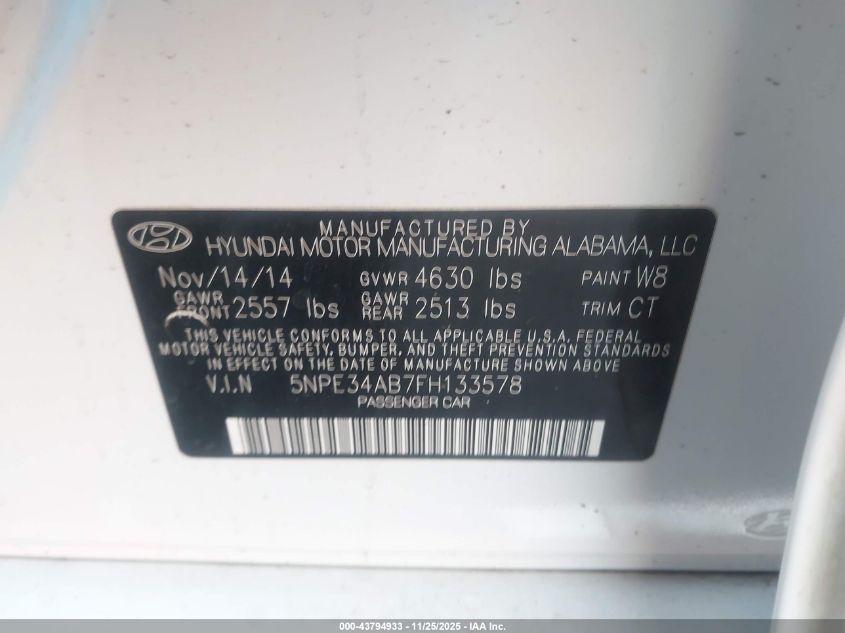 MANUFACTURED BY
HYUNDAI MOTOR MANUFACTURING ALABAMA, LLC
Nov/14/14 GVWR 4630 lbs PAINT W8
GAWR FRONT 2557 lbs GAWR REAR 2513 lbs TRIM CT
THIS VEHICLE CONFORMS TO ALL APPLICABLE U.S.A. FEDERAL
MOTOR VEHICLE SAFETY, BUMPER, AND THEFT PREVENTION STANDARDS
IN EFFECT ON THE DATE OF MANUFACTURE SHOWN ABOVE
V.I.N 5NPE34AB7FH133578
PASSENGER CAR
000-43794933 - 11/25/2025 - IAA Inc.